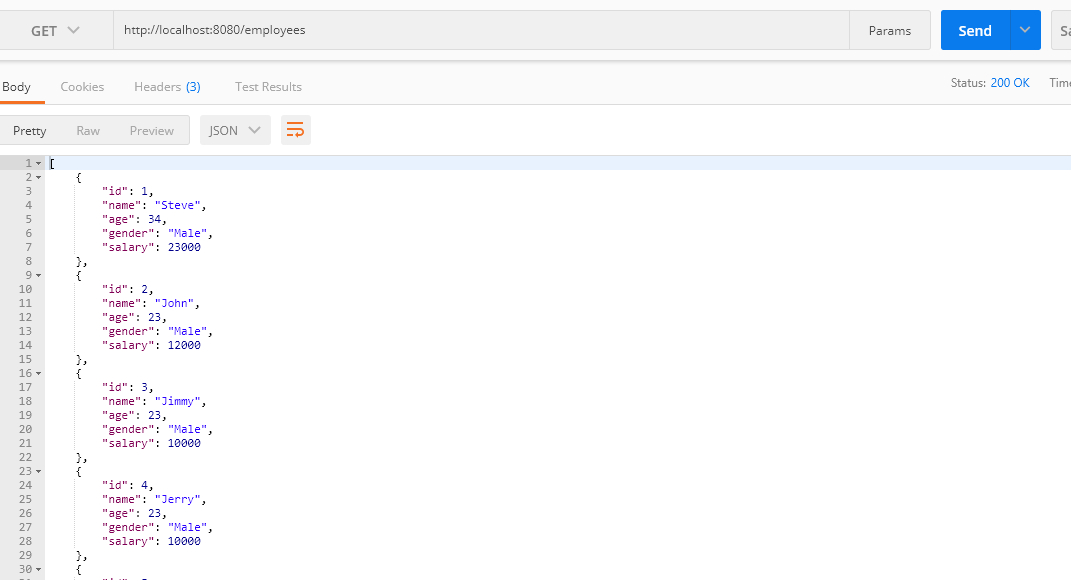 GET http://localhost:8080/employees Params Send
Body Cookies Headers (3) Test Results Status: 200 OK
Pretty Raw Preview JSON
1 [
2 {
3 "id": 1,
4 "name": "Steve",
5 "age": 34,
6 "gender": "Male",
7 "salary": 23000
8 },
9 {
10 "id": 2,
11 "name": "John",
12 "age": 23,
13 "gender": "Male",
14 "salary": 12000
15 },
16 {
17 "id": 3,
18 "name": "Jimmy",
19 "age": 23,
20 "gender": "Male",
21 "salary": 10000
22 },
23 {
24 "id": 4,
25 "name": "Jerry",
26 "age": 23,
27 "gender": "Male",
28 "salary": 10000
29 },
30 {